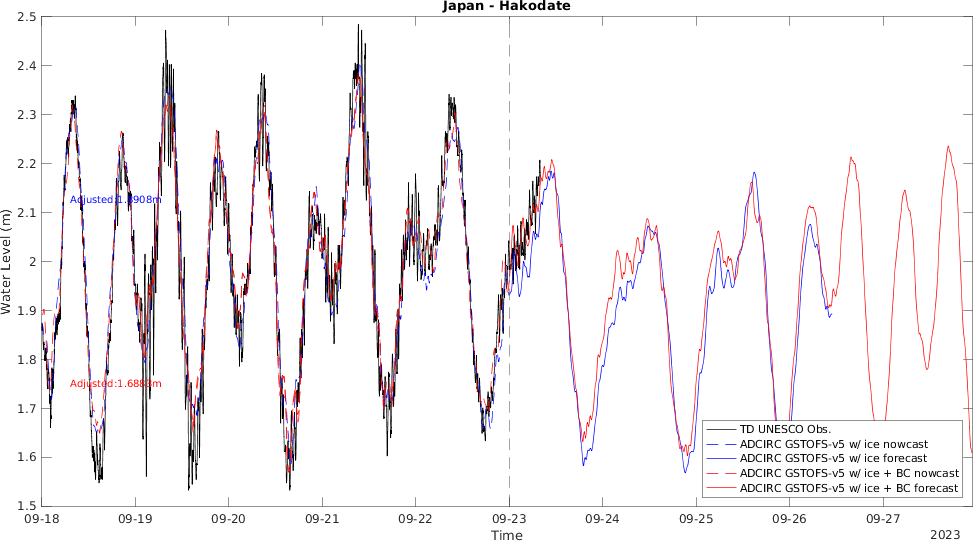 Japan - Hakodate
2.5
2.4
2.3
2.2
2.1
2
1.9
1.8
1.7
1.6
1.5
Water Level (m)
Adjusted:1.8908m
Adjusted:1.6883m
TD UNESCO Obs.
ADCIRC GSTOFS-v5 w/ ice nowcast
ADCIRC GSTOFS-v5 w/ ice forecast
ADCIRC GSTOFS-v5 w/ ice + BC nowcast
ADCIRC GSTOFS-v5 w/ ice + BC forecast
09-18 09-19 09-20 09-21 09-22 09-23 09-24 09-25 09-26 09-27
Time
2023